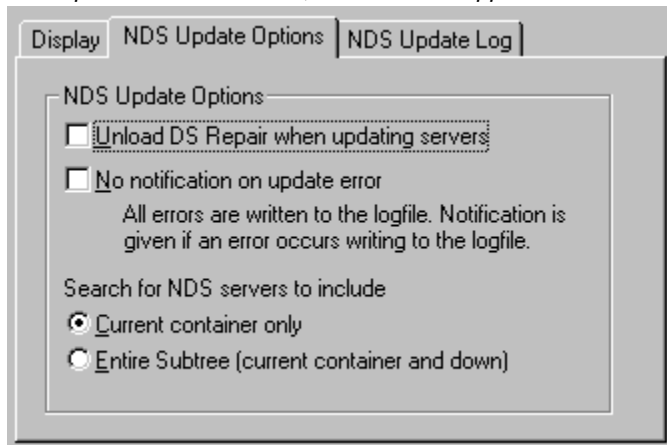 Display
NDS Update Options
NDS Update Log
NDS Update Options
Unload DS Repair when updating servers
No notification on update error
All errors are written to the logfile. Notification is
given if an error occurs writing to the logfile.
Search for NDS servers to include
Current container only
Entire Subtree (current container and down)